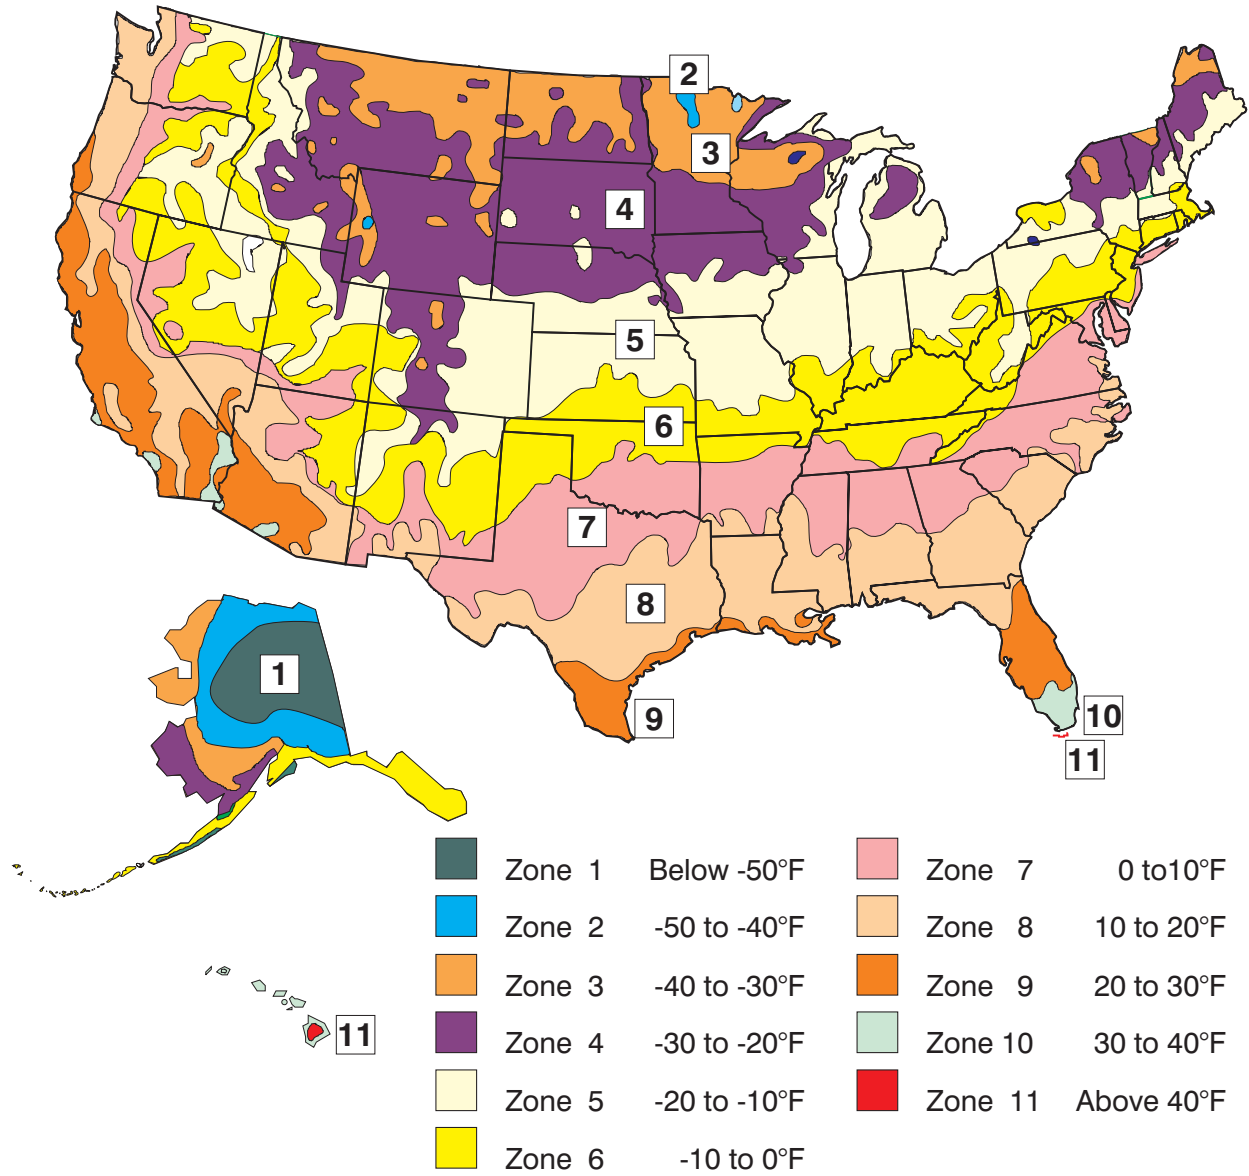 2
3
4
5
6
7
8
9
10
11
1
11
Zone 1 Below -50°F
Zone 2 -50 to -40°F
Zone 3 -40 to -30°F
Zone 4 -30 to -20°F
Zone 5 -20 to -10°F
Zone 6 -10 to 0°F
Zone 7 0 to10°F
Zone 8 10 to 20°F
Zone 9 20 to 30°F
Zone 10 30 to 40°F
Zone 11 Above 40°F